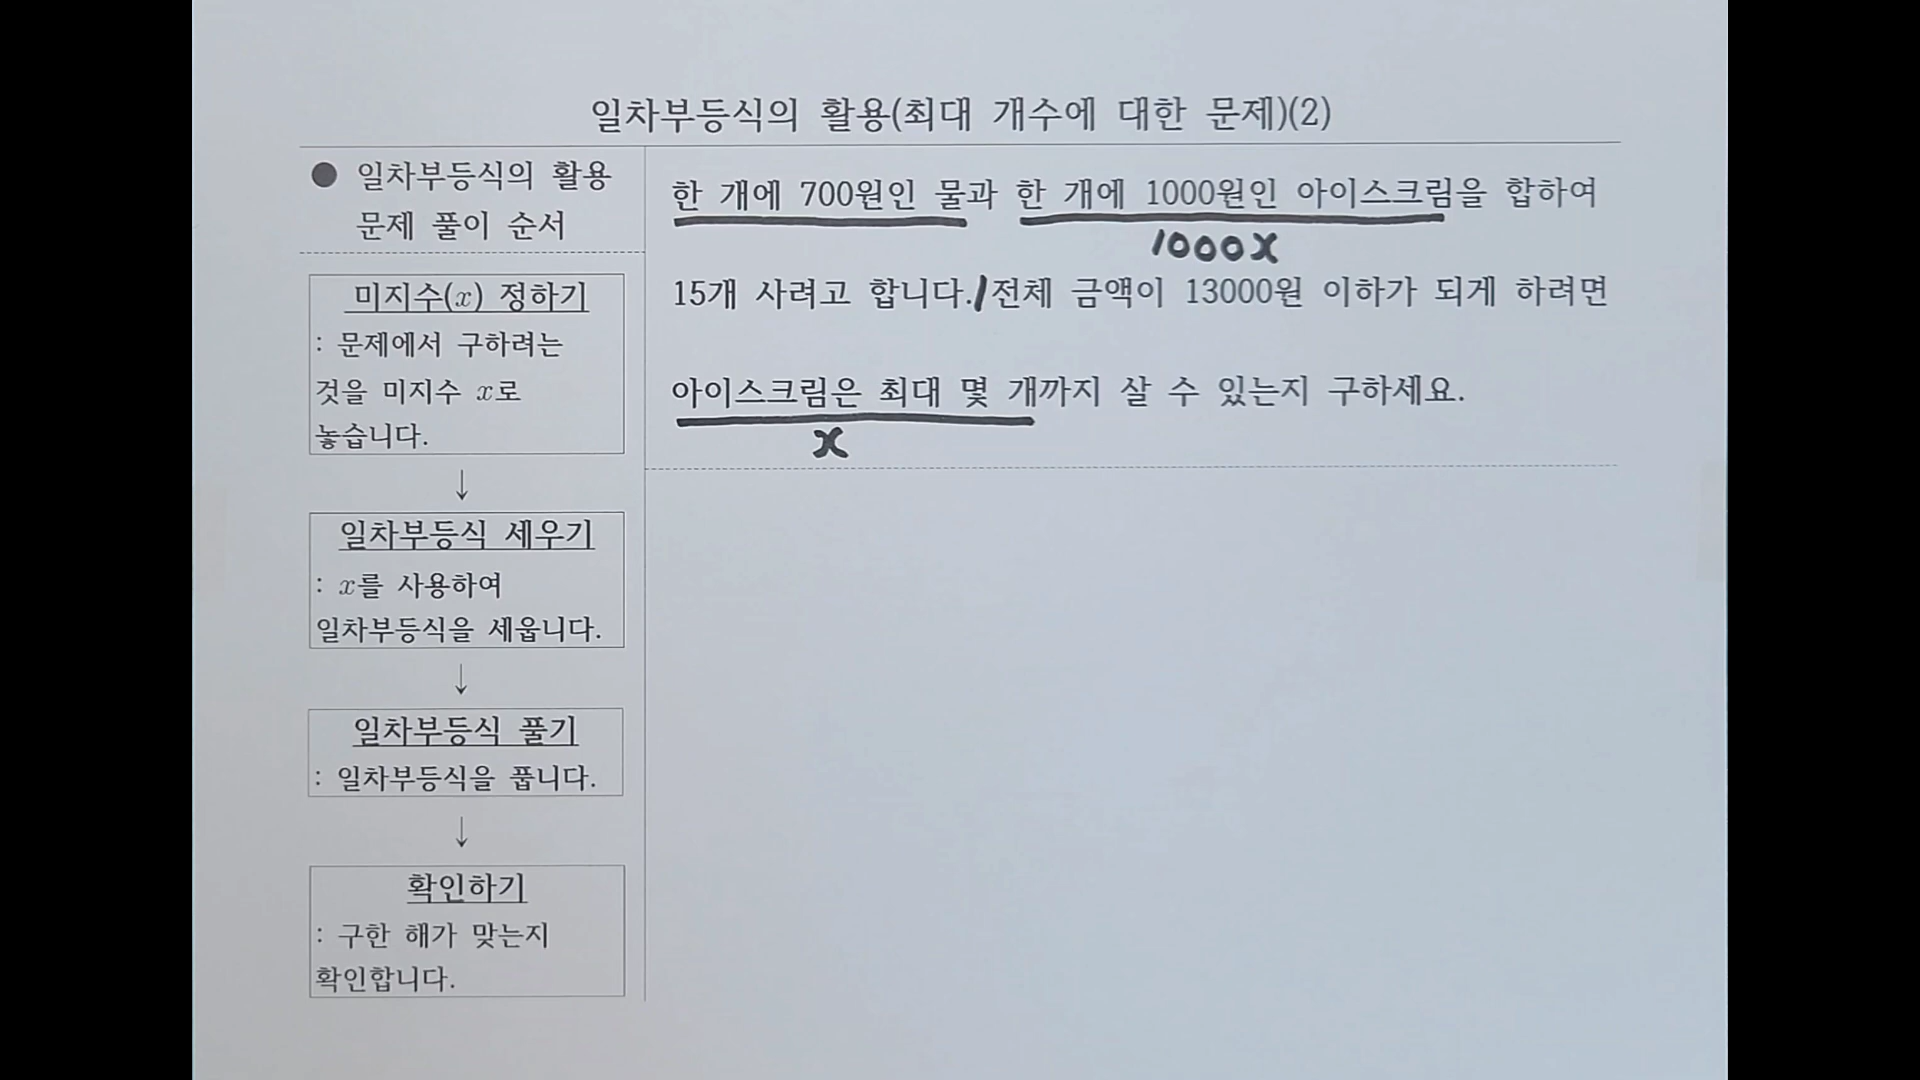 일차부등식의 활용(최대 개수에 대한 문제)(2)
● 일차부등식의 활용
문제 풀이 순서
미지수(x) 정하기
: 문제에서 구하려는
것을 미지수 x로
놓습니다.
↓
일차부등식 세우기
: x를 사용하여
일차부등식을 세웁니다.
↓
일차부등식 풀기
: 일차부등식을 풉니다.
↓
확인하기
: 구한 해가 맞는지
확인합니다.
한 개에 700원인 물과 한 개에 1000원인 아이스크림을 합하여
1000x
15개 사려고 합니다./전체 금액이 13000원 이하가 되게 하려면
아이스크림은 최대 몇 개까지 살 수 있는지 구하세요.
x